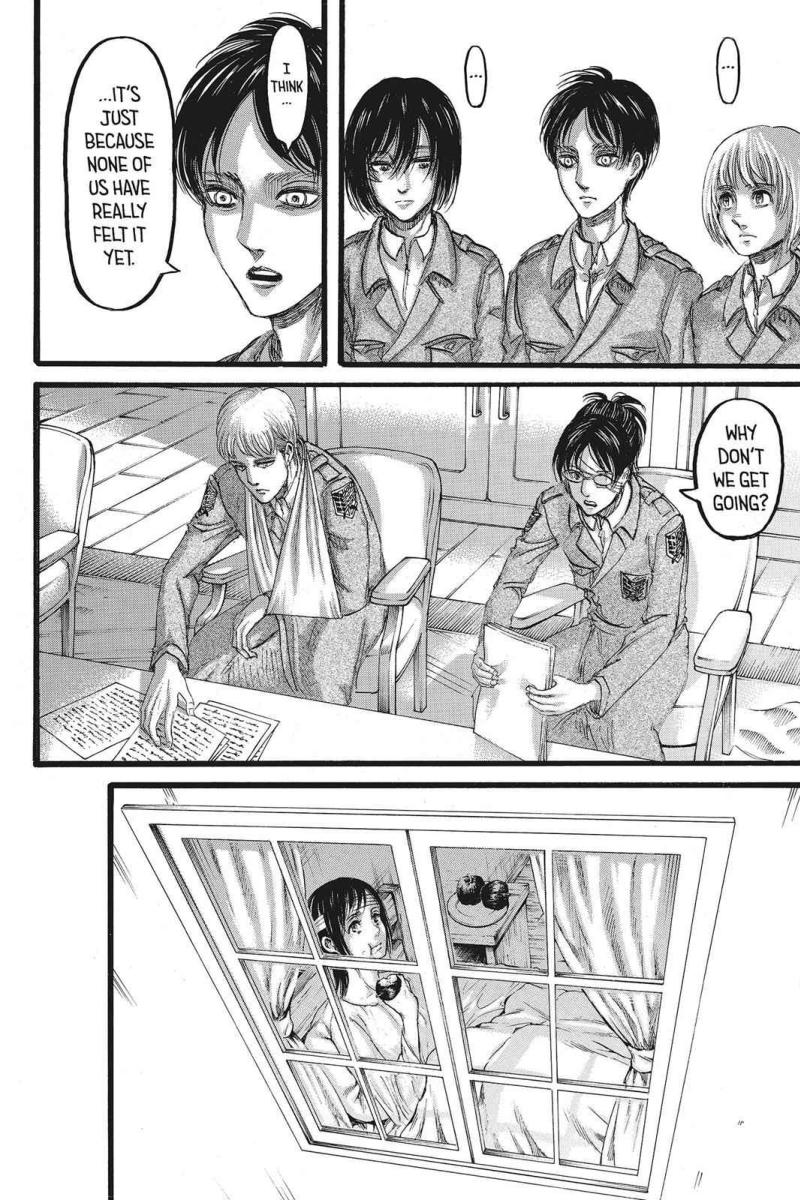 ...
...
I
THINK
...
...IT'S
JUST
BECAUSE
NONE OF
US HAVE
REALLY
FELT IT
YET.
WHY
DON'T
WE GET
GOING?